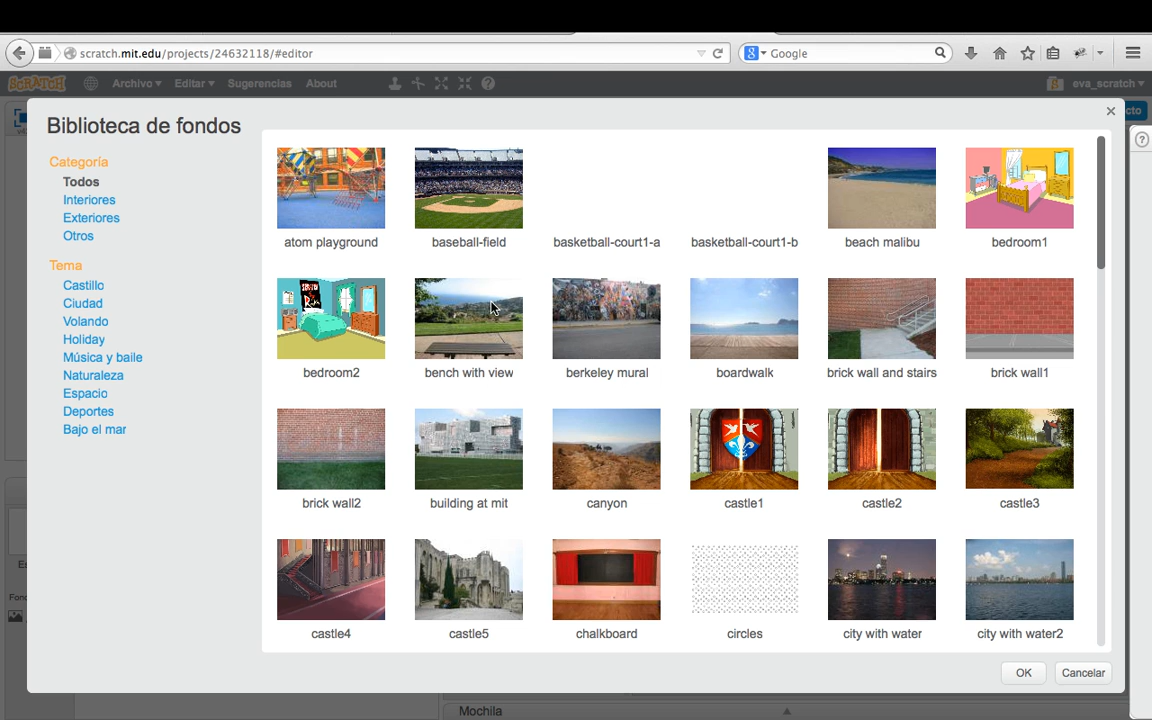 scratch.mit.edu/projects/24632118/#editor
Google
SCRATCH
Archivo
Editar
Sugerencias
About
eva_scratch
cto
Biblioteca de fondos
Categoría
Todos
Interiores
Exteriores
Otros
Tema
Castillo
Ciudad
Volando
Holiday
Música y baile
Naturaleza
Espacio
Deportes
Bajo el mar
atom playground
baseball-field
basketball-court1-a
basketball-court1-b
beach malibu
bedroom1
bedroom2
bench with view
berkeley mural
boardwalk
brick wall and stairs
brick wall1
brick wall2
building at mit
canyon
castle1
castle2
castle3
castle4
castle5
chalkboard
circles
city with water
city with water2
OK
Cancelar
Mochila